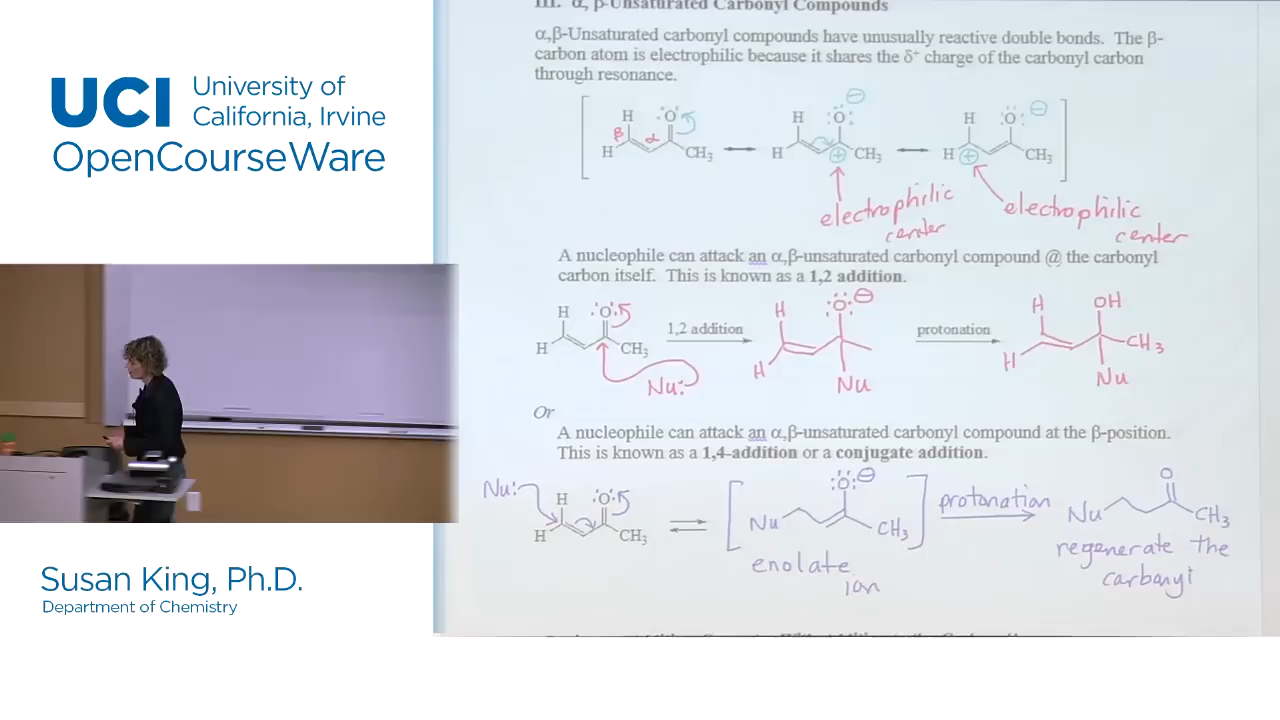 UCI
University of
California, Irvine
OpenCourseWare
Susan King, Ph.D.
Department of Chemistry
III. α, β-Unsaturated Carbonyl Compounds
α,β-Unsaturated carbonyl compounds have unusually reactive double bonds. The β-
carbon atom is electrophilic because it shares the δ⁺ charge of the carbonyl carbon
through resonance.
H :O: H :O: ⊖ H :O: ⊖
β α
H CH₃ H ⊕ CH₃ H ⊕ CH₃
electrophilic center
electrophilic center
A nucleophile can attack an α,β-unsaturated carbonyl compound @ the carbonyl
carbon itself. This is known as a 1,2 addition.
H :O: 1,2 addition H :O: ⊖ protonation H OH
H CH₃ H H CH₃
Nu: Nu Nu
Or
A nucleophile can attack an α,β-unsaturated carbonyl compound at the β-position.
This is known as a 1,4-addition or a conjugate addition.
Nu: H :O: :O: ⊖ protonation O
H CH₃ Nu CH₃ Nu CH₃
enolate ion
regenerate the
carbonyl